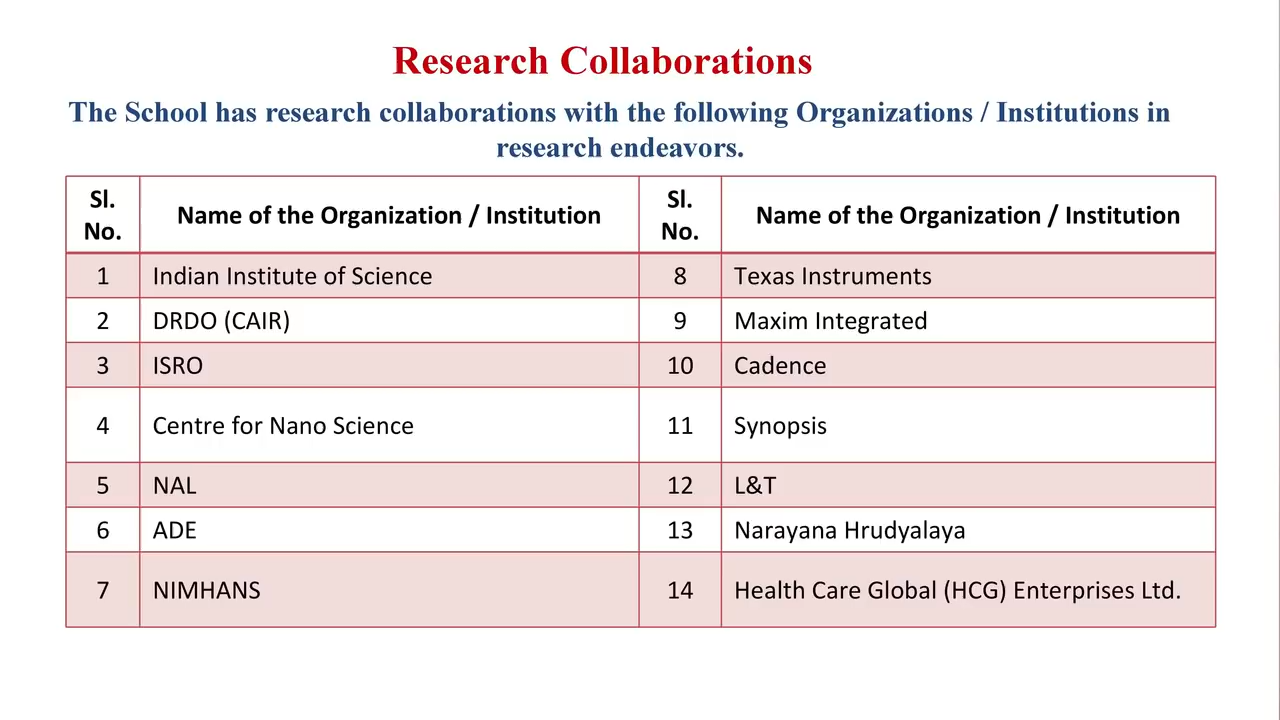 Research Collaborations
The School has research collaborations with the following Organizations / Institutions in
research endeavors.
Sl. No. Name of the Organization / Institution Sl. No. Name of the Organization / Institution
1 Indian Institute of Science 8 Texas Instruments
2 DRDO (CAIR) 9 Maxim Integrated
3 ISRO 10 Cadence
4 Centre for Nano Science 11 Synopsis
5 NAL 12 L&T
6 ADE 13 Narayana Hrudyalaya
7 NIMHANS 14 Health Care Global (HCG) Enterprises Ltd.